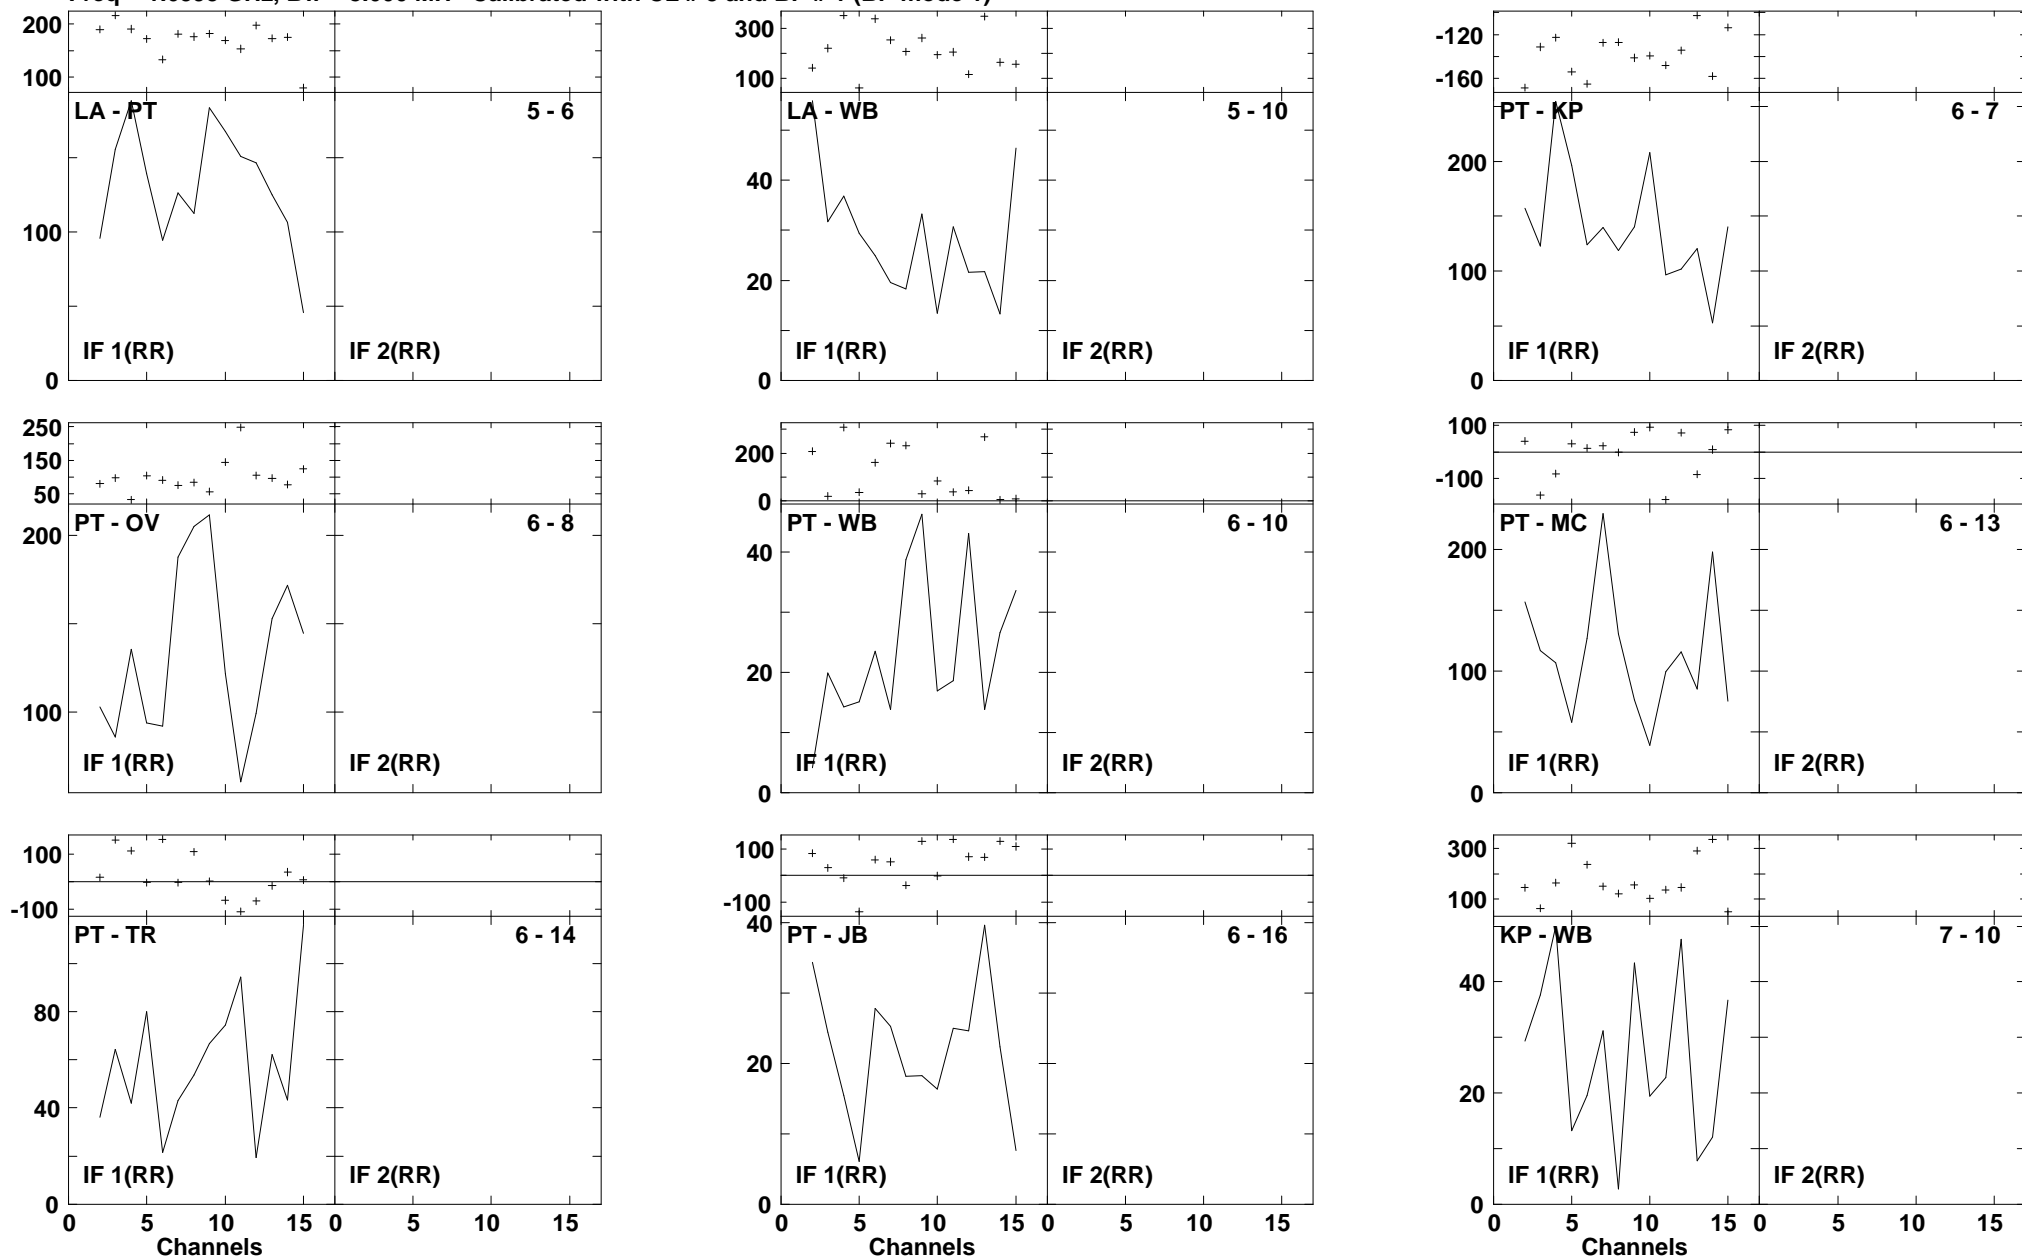 200
100
LA - PT
5 - 6
100
IF 1(RR)
IF 2(RR)
0
300
100
LA - WB
5 - 10
40
20
IF 1(RR)
IF 2(RR)
0
-120
-160
PT - KP
6 - 7
200
100
IF 1(RR)
IF 2(RR)
0
250
150
50
PT - OV
6 - 8
200
100
IF 1(RR)
IF 2(RR)
200
0
PT - WB
6 - 10
40
20
IF 1(RR)
IF 2(RR)
0
100
-100
PT - MC
6 - 13
200
100
IF 1(RR)
IF 2(RR)
0
100
-100
PT - TR
6 - 14
80
40
IF 1(RR)
IF 2(RR)
0
0 5 10 15 0 5 10 15
Channels
100
-100
40
PT - JB
6 - 16
20
IF 1(RR)
IF 2(RR)
0
0 5 10 15 0 5 10 15
Channels
300
100
KP - WB
7 - 10
40
20
IF 1(RR)
IF 2(RR)
0
0 5 10 15 0 5 10 15
Channels